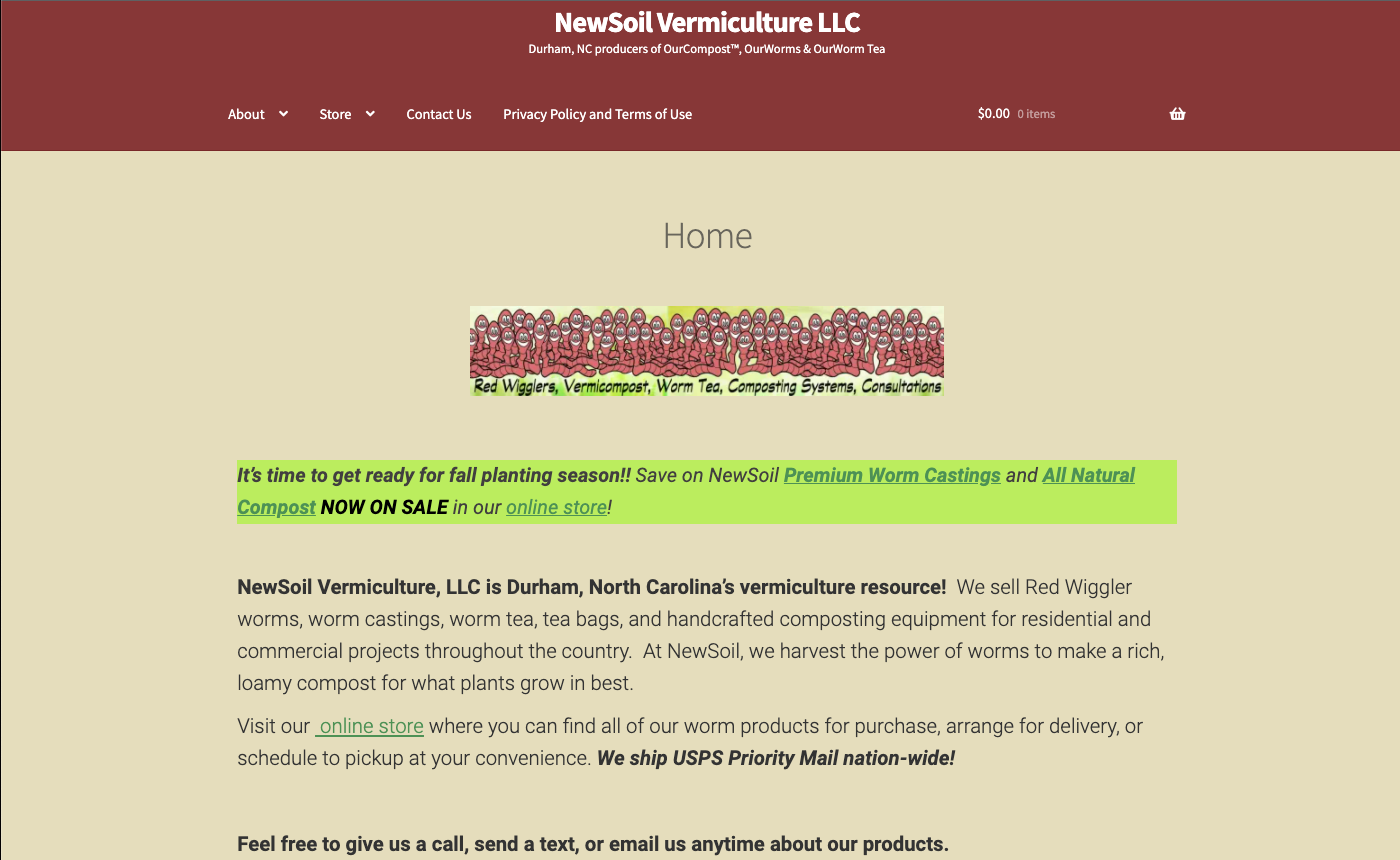 NewSoil Vermiculture LLC
Durham, NC producers of OurCompost™, OurWorms & OurWorm Tea
About Store Contact Us Privacy Policy and Terms of Use $0.00 0 items
Home
Red Wigglers, Vermicompost, Worm Tea, Composting Systems, Consultations
It's time to get ready for fall planting season!! Save on NewSoil Premium Worm Castings and All Natural
Compost NOW ON SALE in our online store!
NewSoil Vermiculture, LLC is Durham, North Carolina's vermiculture resource! We sell Red Wiggler
worms, worm castings, worm tea, tea bags, and handcrafted composting equipment for residential and
commercial projects throughout the country. At NewSoil, we harvest the power of worms to make a rich,
loamy compost for what plants grow in best.
Visit our online store where you can find all of our worm products for purchase, arrange for delivery, or
schedule to pickup at your convenience. We ship USPS Priority Mail nation-wide!
Feel free to give us a call, send a text, or email us anytime about our products.